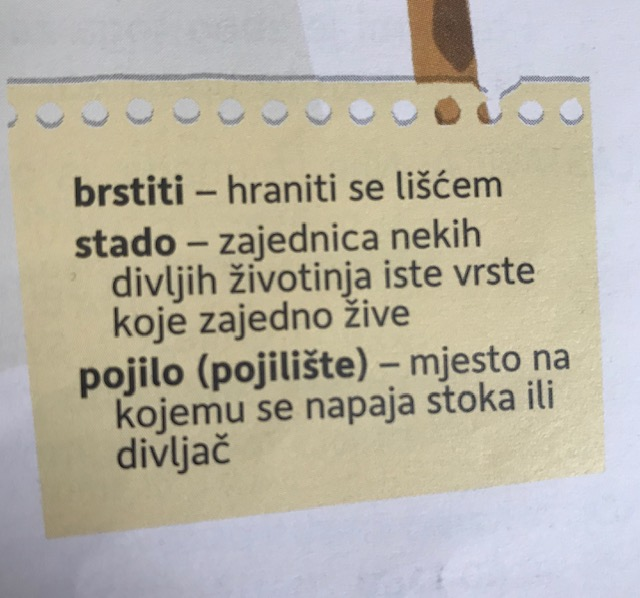 brstiti – hraniti se lišćem
stado – zajednica nekih
divljih životinja iste vrste
koje zajedno žive
pojilo (pojilište) – mjesto na
kojemu se napaja stoka ili
divljač